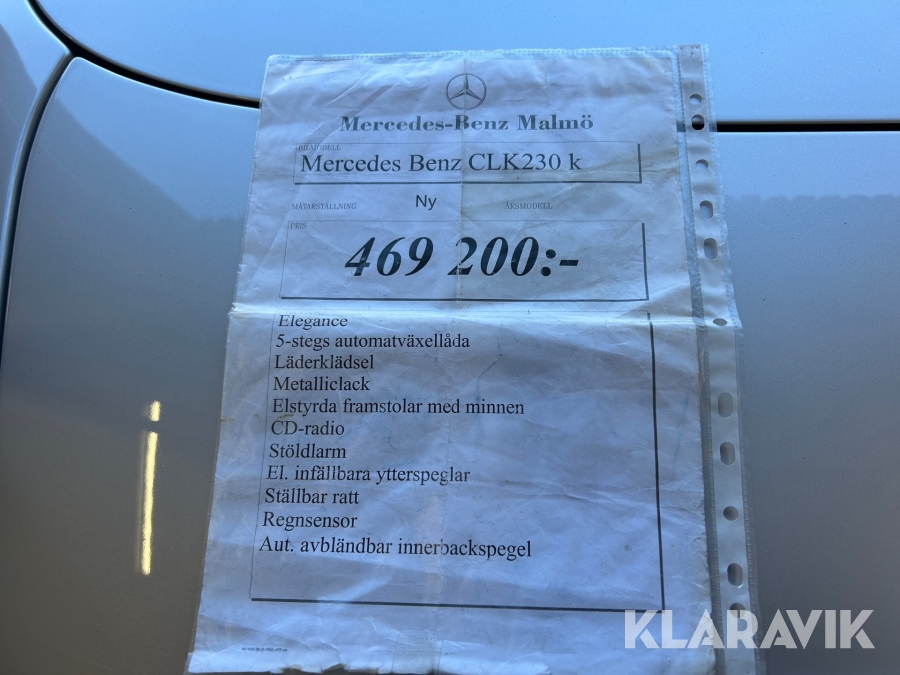 Mercedes-Benz Malmö
BILMODELL
Mercedes Benz CLK230 k
MÄTARSTÄLLNING Ny ÅRSMODELL
PRIS
469 200:-
Elegance
5-stegs automatväxellåda
Läderklädsel
Metalliclack
Elstyrda framstolar med minnen
CD-radio
Stöldlarm
El. infällbara ytterspeglar
Ställbar ratt
Regnsensor
Aut. avbländbar innerbackspegel
KLARAVIK